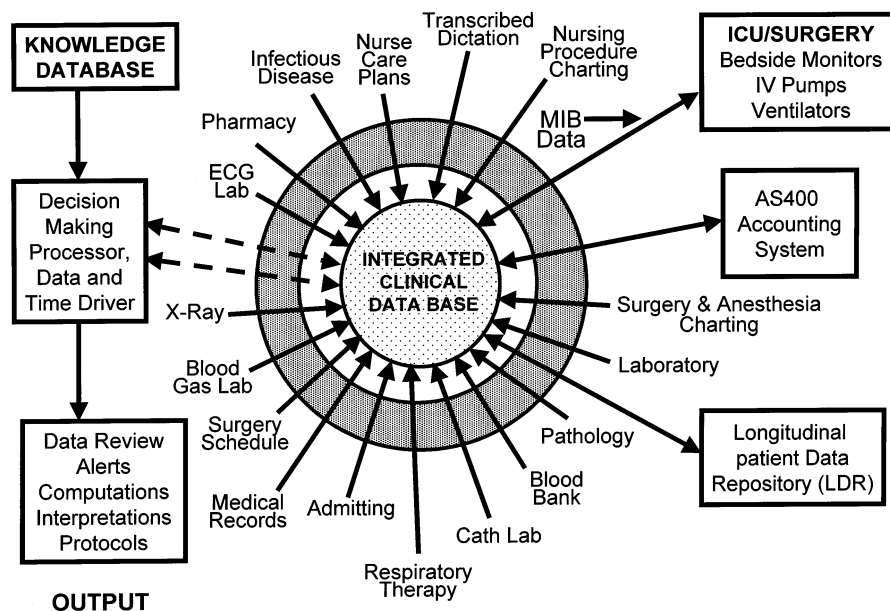 KNOWLEDGE
DATABASE
Decision
Making
Processor,
Data and
Time Driver
Data Review
Alerts
Computations
Interpretations
Protocols
OUTPUT
Transcribed
Dictation
Nurse
Care
Plans
Infectious
Disease
Pharmacy
ECG
Lab
X-Ray
Blood
Gas Lab
Surgery
Schedule
Medical
Records
Admitting
Respiratory
Therapy
Cath Lab
Blood
Bank
Pathology
Laboratory
Surgery & Anesthesia
Charting
Nursing
Procedure
Charting
MIB
Data
INTEGRATED
CLINICAL
DATA BASE
ICU/SURGERY
Bedside Monitors
IV Pumps
Ventilators
AS400
Accounting
System
Longitudinal
patient Data
Repository (LDR)